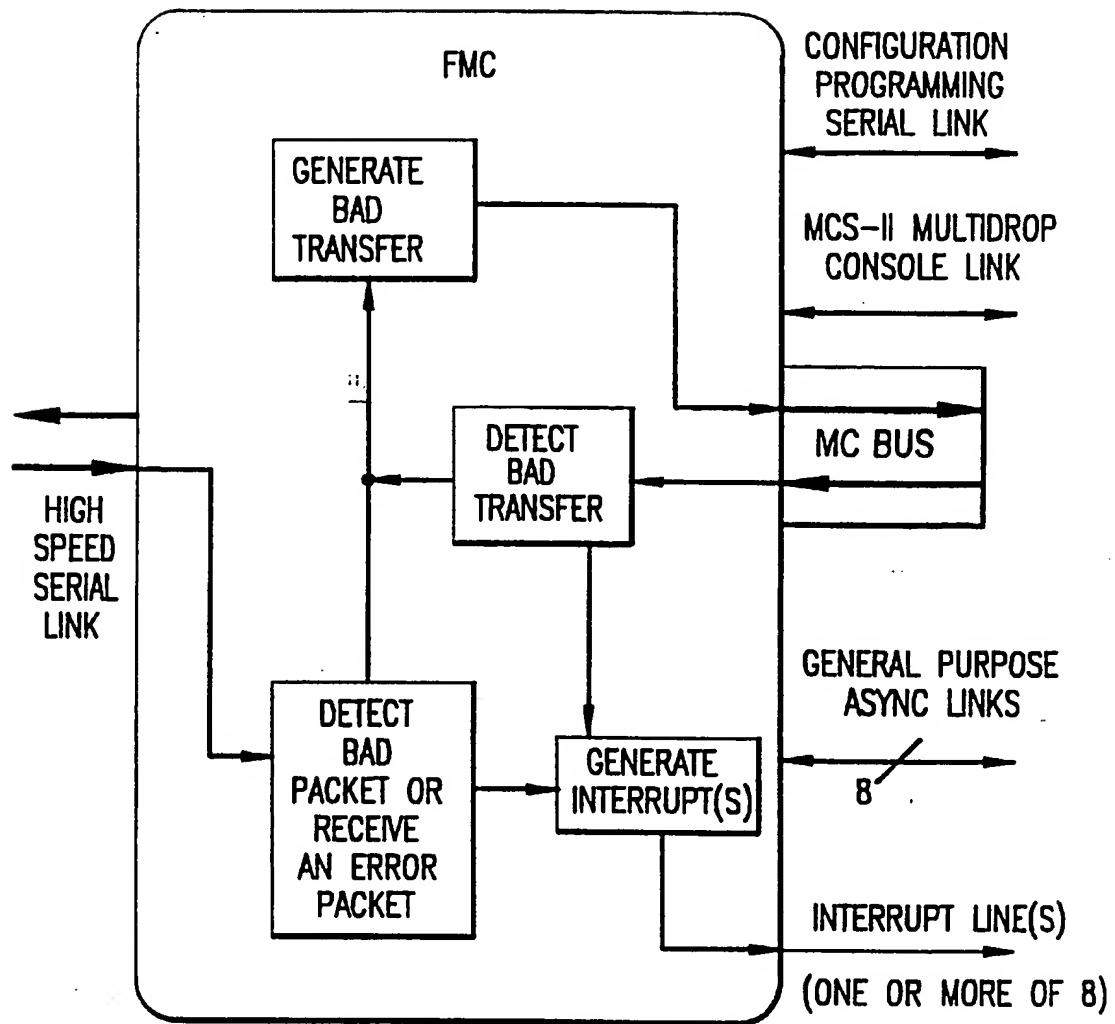 FMC
CONFIGURATION
PROGRAMMING
SERIAL LINK
GENERATE
BAD
TRANSFER
MCS-II MULTIDROP
CONSOLE LINK
DETECT
BAD
TRANSFER
MC BUS
HIGH
SPEED
SERIAL
LINK
GENERAL PURPOSE
ASYNC LINKS
8
DETECT
BAD
PACKET OR
RECEIVE
AN ERROR
PACKET
GENERATE
INTERRUPT(S)
INTERRUPT LINE(S)
(ONE OR MORE OF 8)